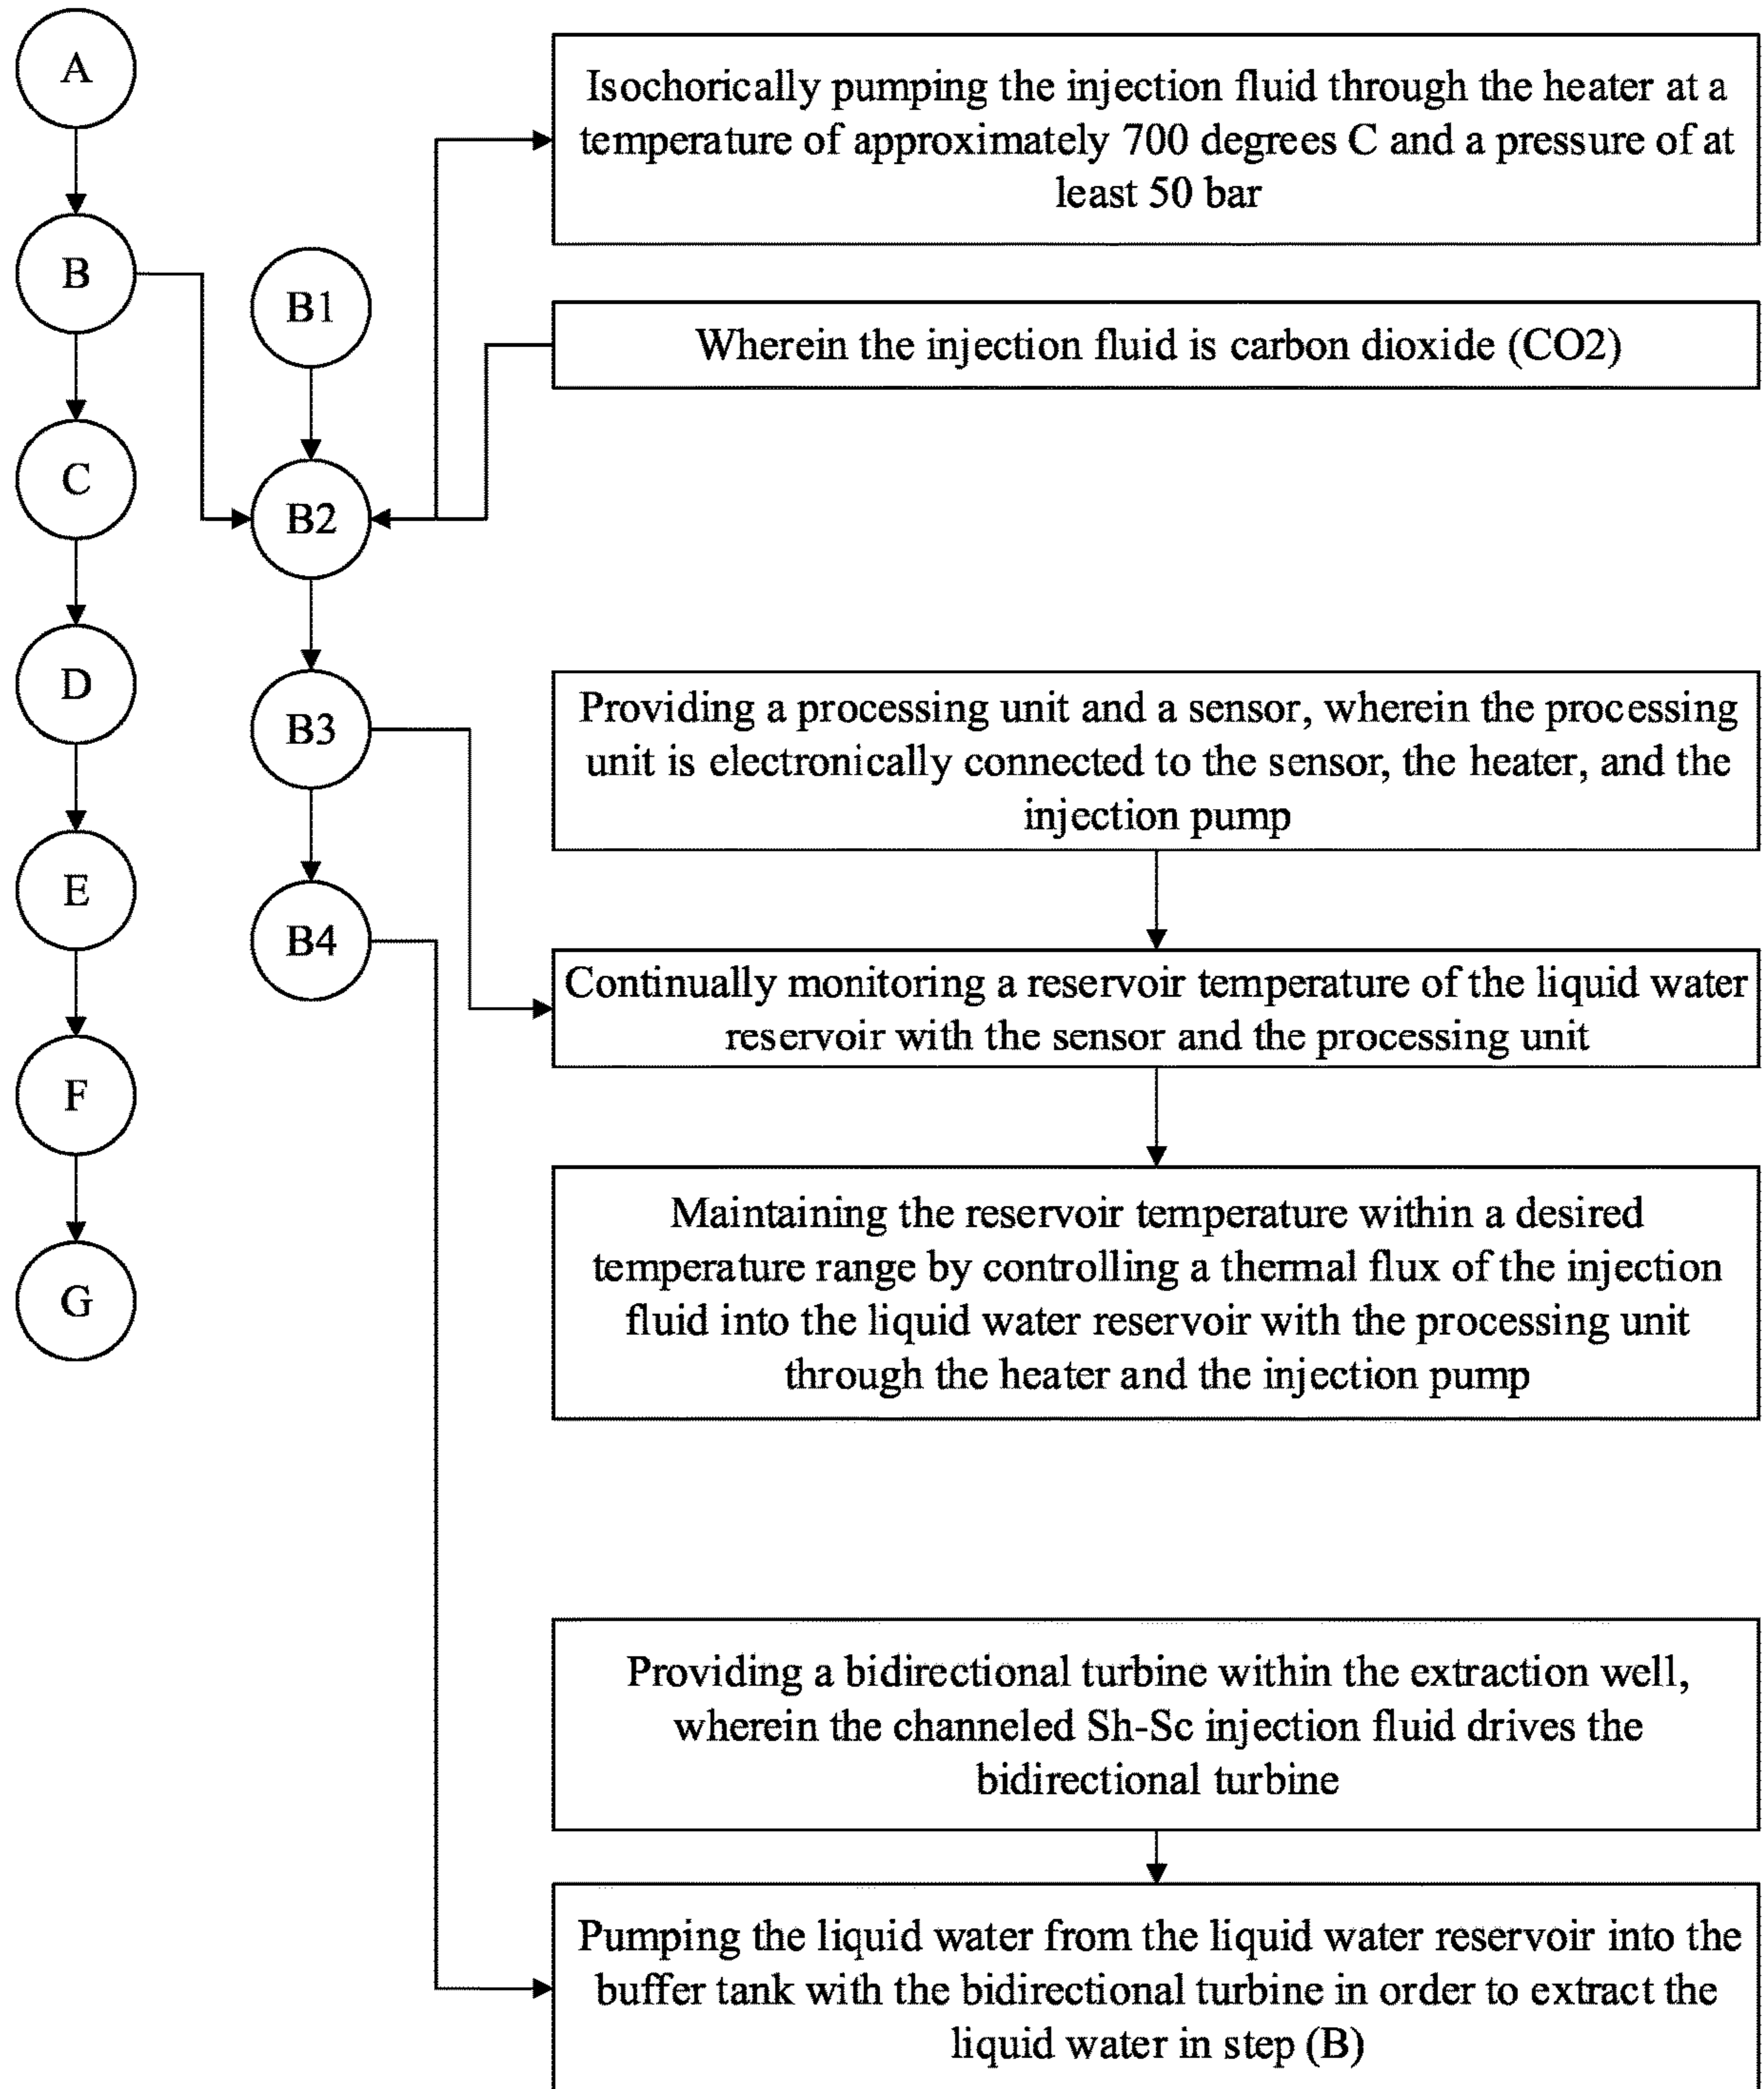 A
B
C
D
E
F
G
B1
B2
B3
B4
Isochorically pumping the injection fluid through the heater at a
temperature of approximately 700 degrees C and a pressure of at
least 50 bar
Wherein the injection fluid is carbon dioxide (CO2)
Providing a processing unit and a sensor, wherein the processing
unit is electronically connected to the sensor, the heater, and the
injection pump
Continually monitoring a reservoir temperature of the liquid water
reservoir with the sensor and the processing unit
Maintaining the reservoir temperature within a desired
temperature range by controlling a thermal flux of the injection
fluid into the liquid water reservoir with the processing unit
through the heater and the injection pump
Providing a bidirectional turbine within the extraction well,
wherein the channeled Sh-Sc injection fluid drives the
bidirectional turbine
Pumping the liquid water from the liquid water reservoir into the
buffer tank with the bidirectional turbine in order to extract the
liquid water in step (B)